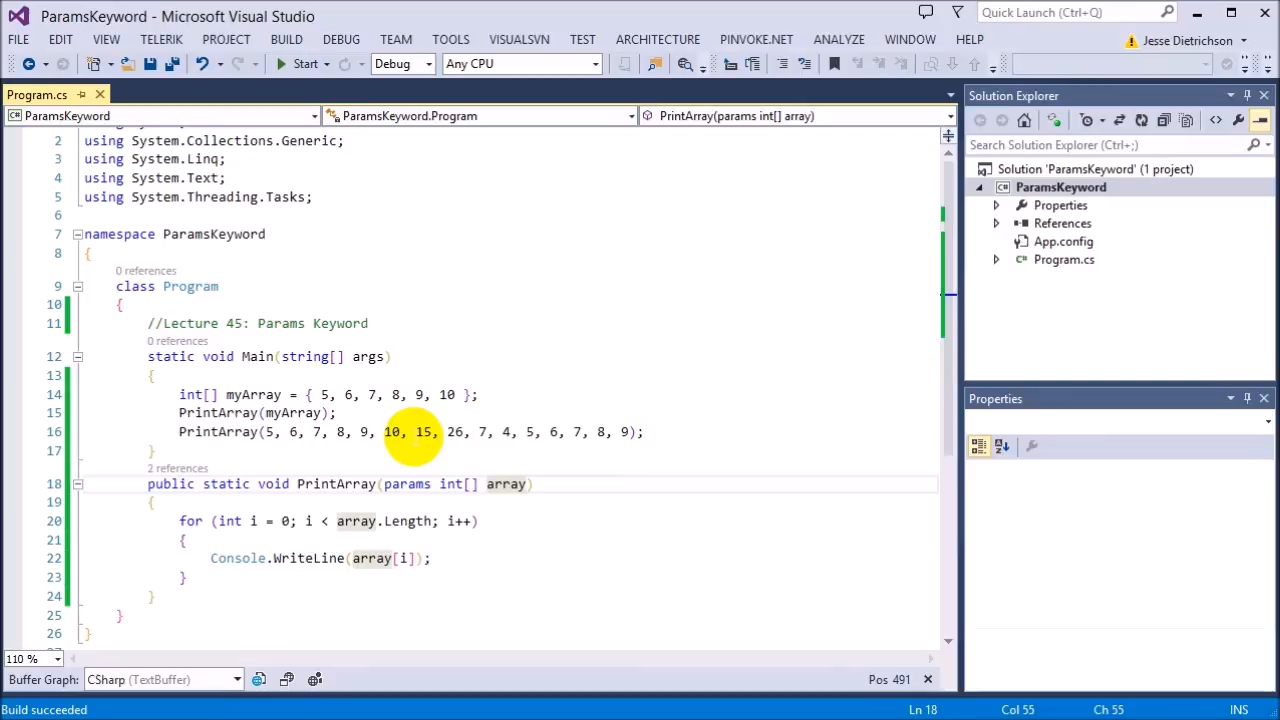 ParamsKeyword - Microsoft Visual Studio
Quick Launch (Ctrl+Q)
FILE EDIT VIEW TELERIK PROJECT BUILD DEBUG TEAM TOOLS VISUALSVN TEST ARCHITECTURE PINVOKE.NET ANALYZE WINDOW HELP Jesse Dietrichson
Start Debug Any CPU
Program.cs
ParamsKeyword ParamsKeyword.Program PrintArray(params int[] array)
2 using System.Collections.Generic;
3 using System.Linq;
4 using System.Text;
5 using System.Threading.Tasks;
6
7 namespace ParamsKeyword
8 {
0 references
9 class Program
10 {
11 //Lecture 45: Params Keyword
0 references
12 static void Main(string[] args)
13 {
14 int[] myArray = { 5, 6, 7, 8, 9, 10 };
15 PrintArray(myArray);
16 PrintArray(5, 6, 7, 8, 9, 10, 15, 26, 7, 4, 5, 6, 7, 8, 9);
17 }
2 references
18 public static void PrintArray(params int[] array)
19 {
20 for (int i = 0; i < array.Length; i++)
21 {
22 Console.WriteLine(array[i]);
23 }
24 }
25 }
26 }
110 %
Buffer Graph: CSharp (TextBuffer) Pos 491
Solution Explorer
Search Solution Explorer (Ctrl+;)
Solution 'ParamsKeyword' (1 project)
ParamsKeyword
Properties
References
App.config
Program.cs
Properties
Build succeeded Ln 18 Col 55 Ch 55 INS